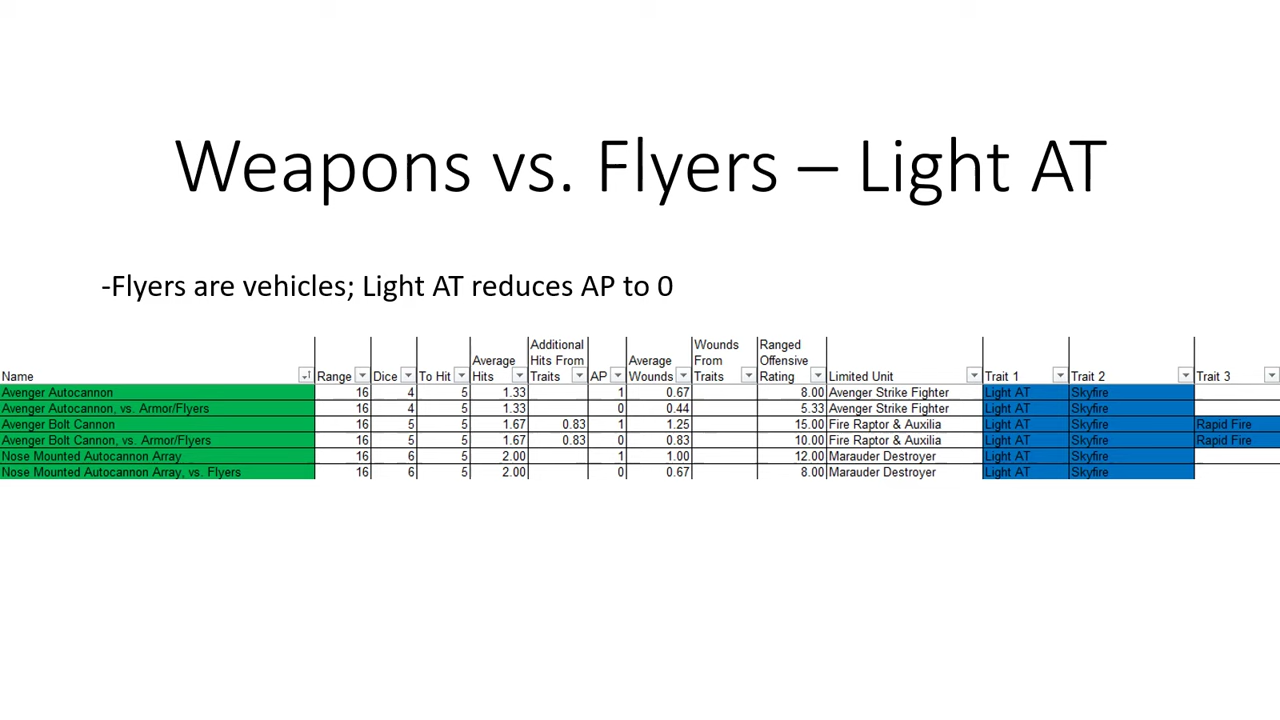 Weapons vs. Flyers – Light AT
-Flyers are vehicles; Light AT reduces AP to 0
Name Range Dice To Hit Average Hits Additional Hits From Traits AP Average Wounds Wounds From Traits Ranged Offensive Rating Limited Unit Trait 1 Trait 2 Trait 3
Avenger Autocannon 16 4 5 1.33 1 0.67 8.00 Avenger Strike Fighter Light AT Skyfire
Avenger Autocannon, vs. Armor/Flyers 16 4 5 1.33 0 0.44 5.33 Avenger Strike Fighter Light AT Skyfire
Avenger Bolt Cannon 16 5 5 1.67 0.83 1 1.25 15.00 Fire Raptor & Auxilia Light AT Skyfire Rapid Fire
Avenger Bolt Cannon, vs. Armor/Flyers 16 5 5 1.67 0.83 0 0.83 10.00 Fire Raptor & Auxilia Light AT Skyfire Rapid Fire
Nose Mounted Autocannon Array 16 6 5 2.00 1 1.00 12.00 Marauder Destroyer Light AT Skyfire
Nose Mounted Autocannon Array, vs. Flyers 16 6 5 2.00 0 0.67 8.00 Marauder Destroyer Light AT Skyfire